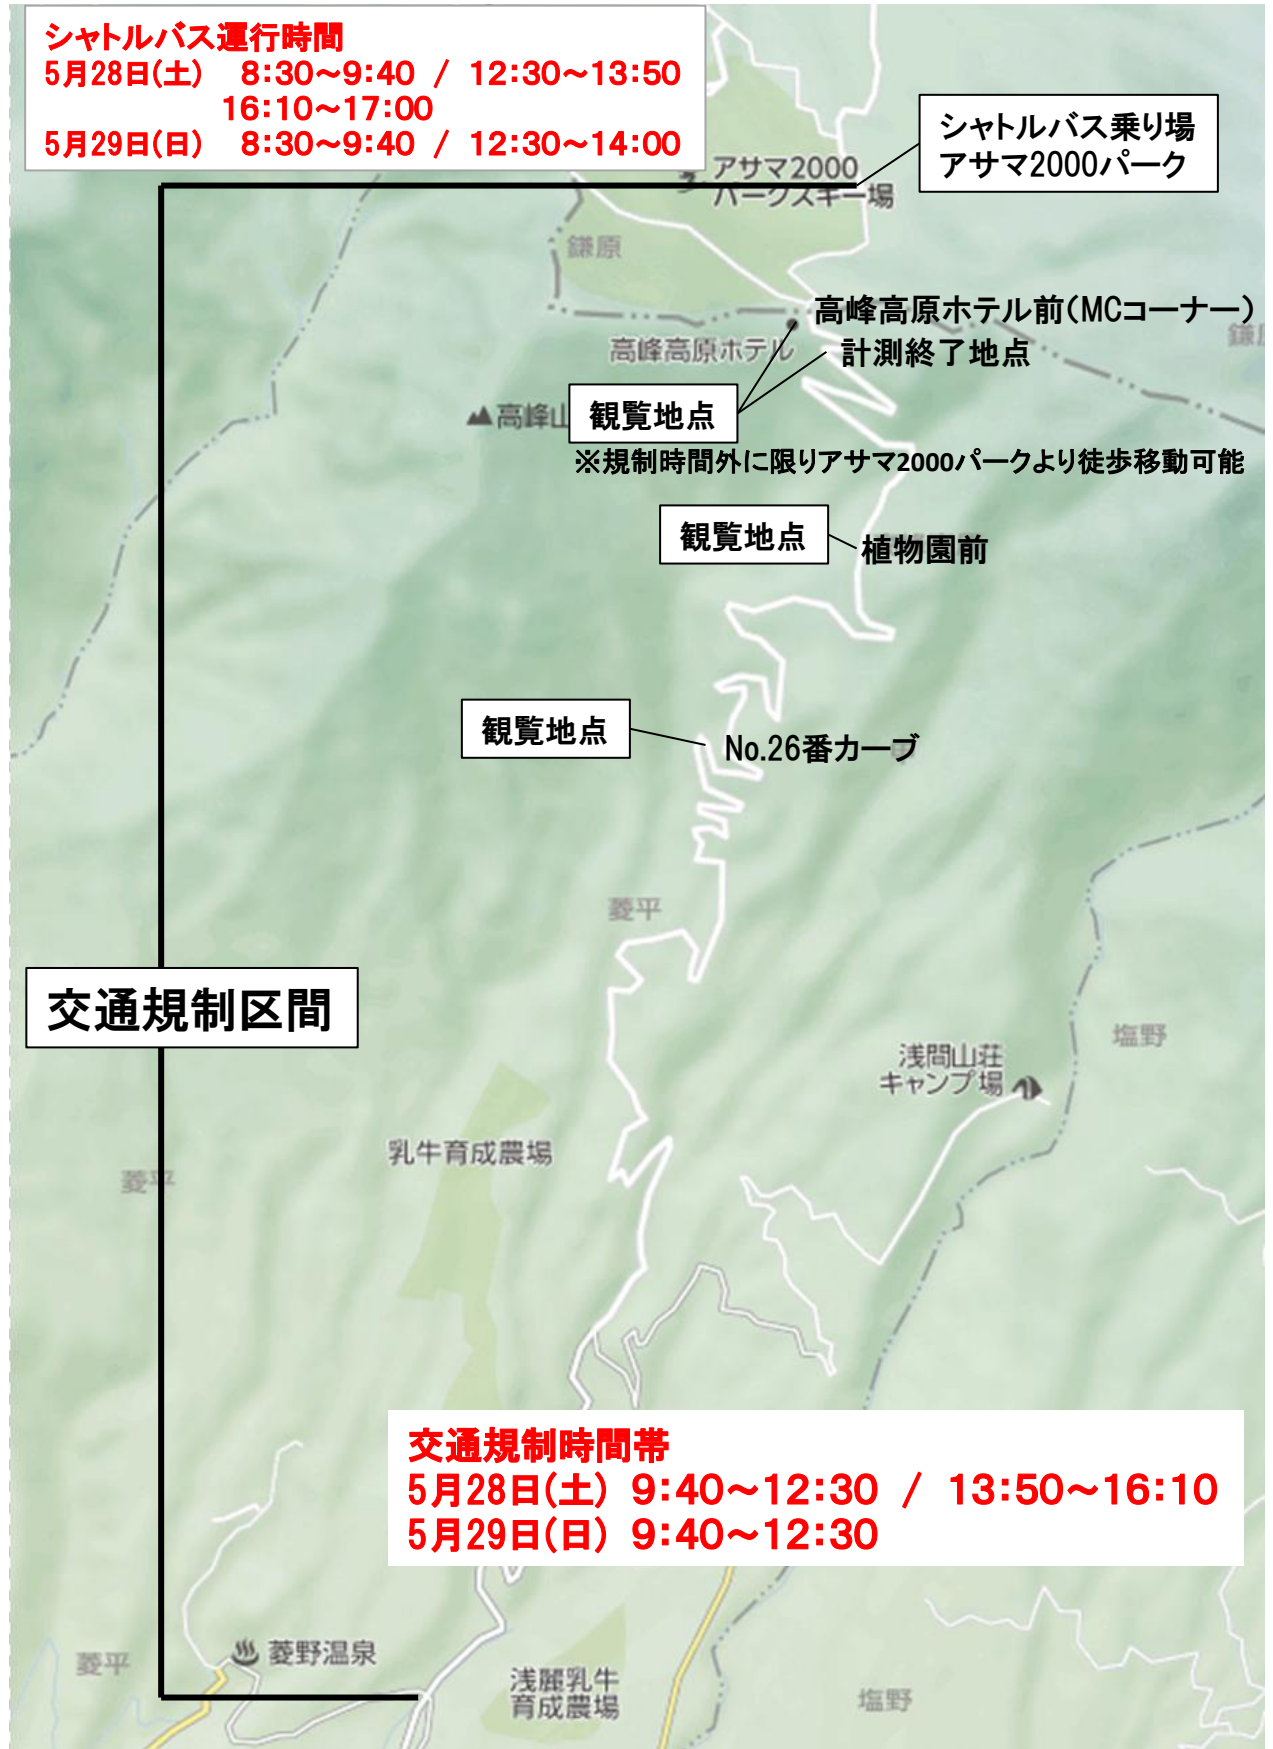 シャトルバス運行時間
5月28日(土) 8:30～9:40 / 12:30～13:50
16:10～17:00
5月29日(日) 8:30～9:40 / 12:30～14:00
シャトルバス乗り場
アサマ2000パーク
アサマ2000
パークスキー場
鎌原
高峰高原ホテル前(MCコーナー)
鎌原
高峰高原ホテル
計測終了地点
高峰山
観覧地点
※規制時間外に限りアサマ2000パークより徒歩移動可能
観覧地点
植物園前
観覧地点
No.26番カーブ
菱平
交通規制区間
塩野
浅間山荘
キャンプ場
乳牛育成農場
菱平
交通規制時間帯
5月28日(土) 9:40～12:30 / 13:50～16:10
5月29日(日) 9:40～12:30
菱野温泉
菱平
浅麗乳牛
育成農場
塩野